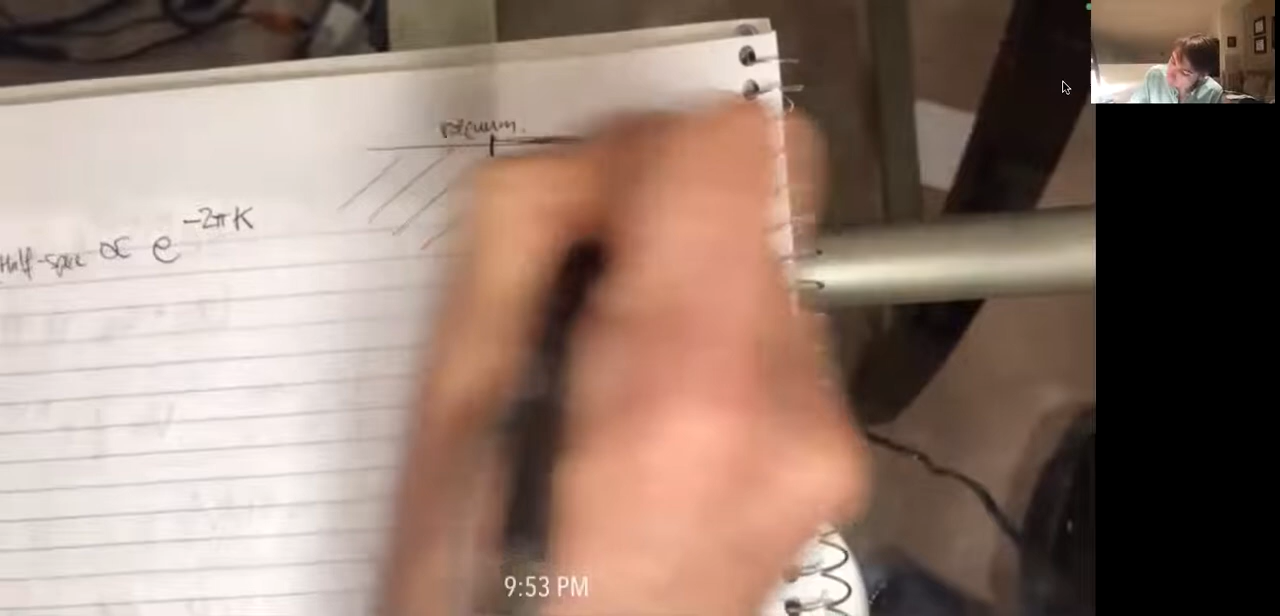 vacuum.
Half-space ∝ e^{-2πK}
9:53 PM